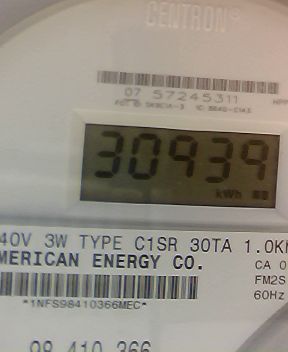 CENTRON®
07 57245311
30939
kWh
40V 3W TYPE C1SR 30TA 1.0K
MERICAN ENERGY CO. CA 0
FM2S
*1NFS98410366MEC* 60Hz
98 410 366